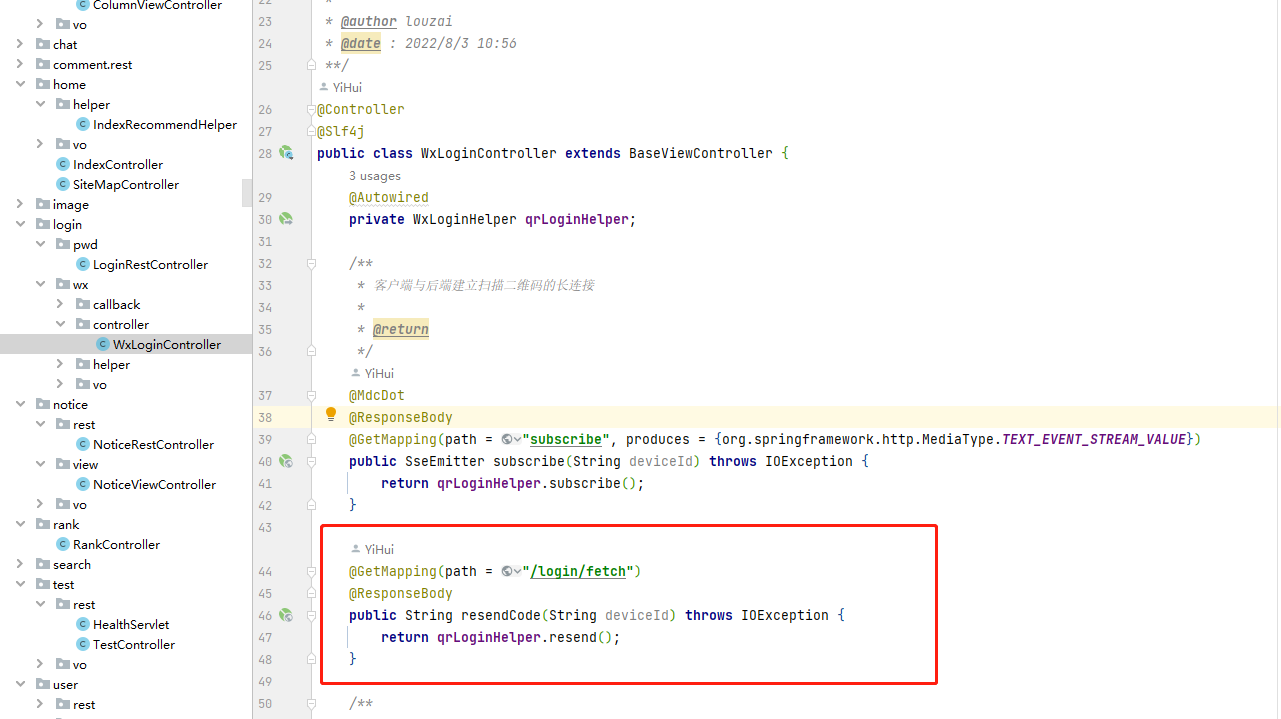 ColumnViewController
vo
chat
comment.rest
home
helper
IndexRecommendHelper
vo
IndexController
SiteMapController
image
login
pwd
LoginRestController
wx
callback
controller
WxLoginController
helper
vo
notice
rest
NoticeRestController
view
NoticeViewController
vo
rank
RankController
search
test
rest
HealthServlet
TestController
vo
user
rest
22 *
23 * @author louzai
24 * @date : 2022/8/3 10:56
25 **/
YiHui
26 @Controller
27 @Slf4j
28 public class WxLoginController extends BaseViewController {
3 usages
29 @Autowired
30 private WxLoginHelper qrLoginHelper;
31
32 /**
33 * 客户端与后端建立扫描二维码的长连接
34 *
35 * @return
36 */
YiHui
37 @MdcDot
38 @ResponseBody
39 @GetMapping(path = "subscribe", produces = {org.springframework.http.MediaType.TEXT_EVENT_STREAM_VALUE})
40 public SseEmitter subscribe(String deviceId) throws IOException {
41 return qrLoginHelper.subscribe();
42 }
43
YiHui
44 @GetMapping(path = "/login/fetch")
45 @ResponseBody
46 public String resendCode(String deviceId) throws IOException {
47 return qrLoginHelper.resend();
48 }
49
50 /**